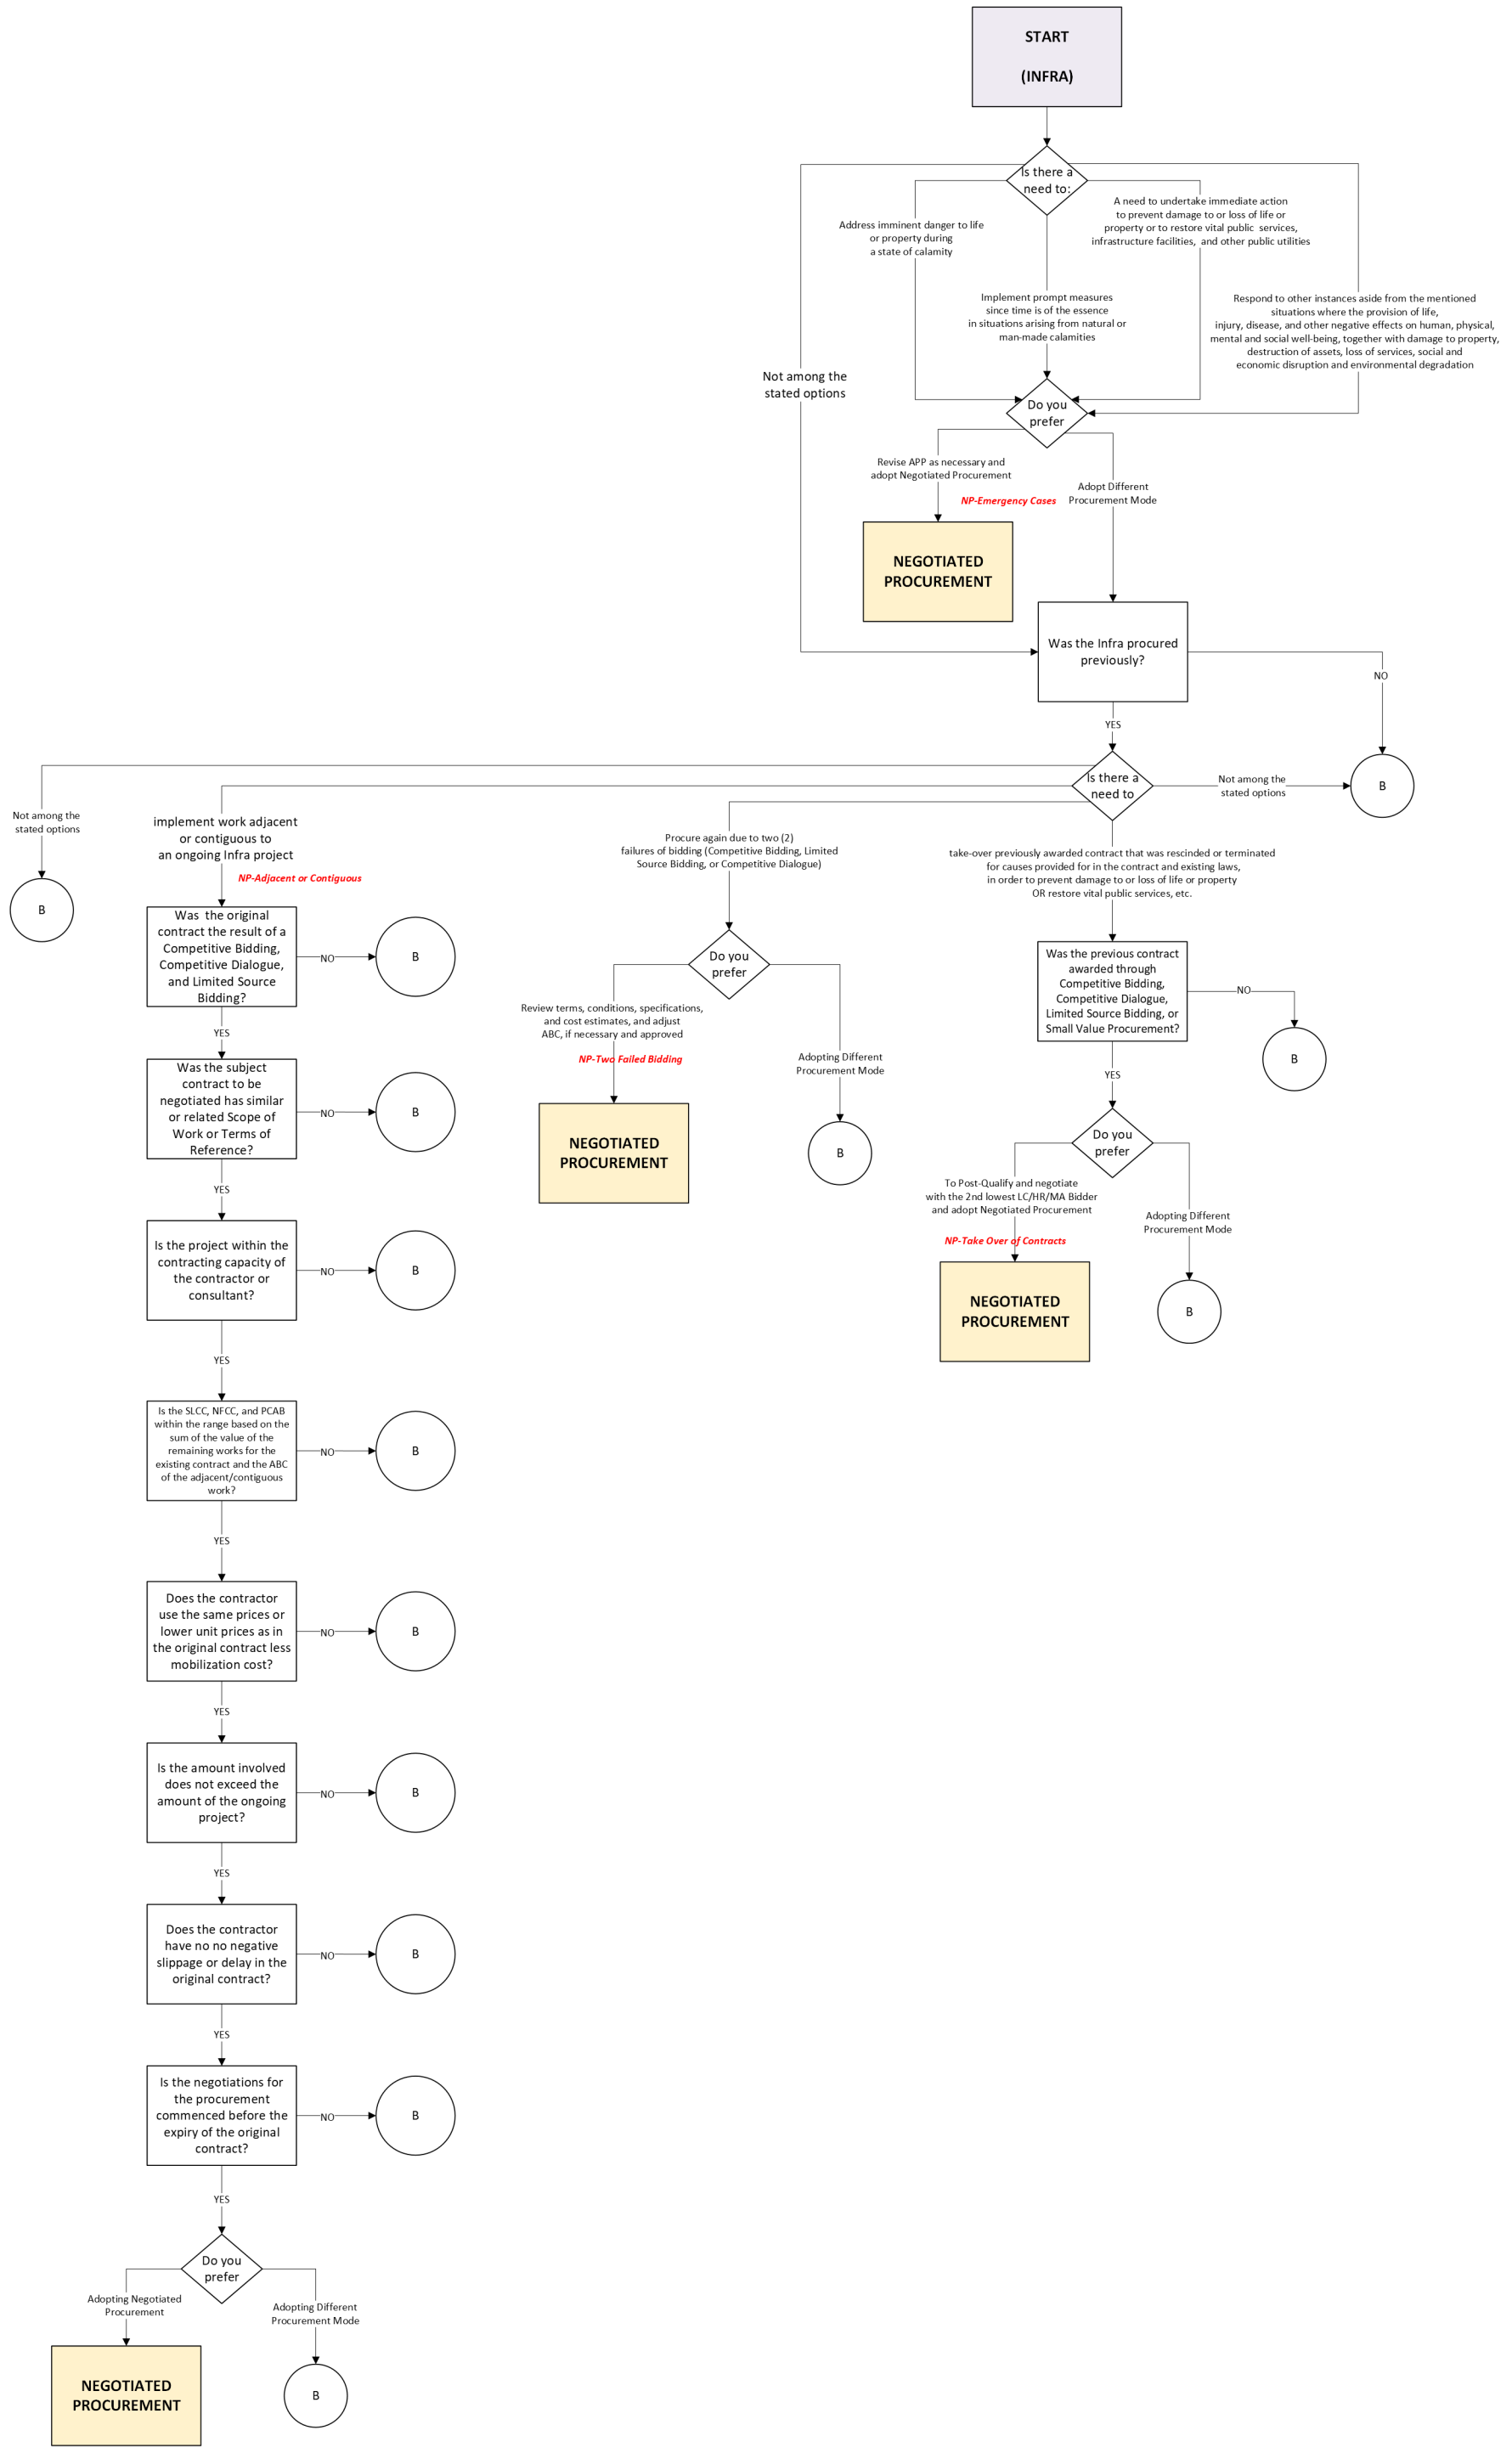 START
(INFRA)
Is there a
need to:
Address imminent danger to life
or property during
a state of calamity
A need to undertake immediate action
to prevent damage to or loss of life or
property or to restore vital public services,
infrastructure facilities, and other public utilities
Implement prompt measures
since time is of the essence
in situations arising from natural or
man-made calamities
Respond to other instances aside from the mentioned
situations where the provision of life,
injury, disease, and other negative effects on human, physical,
mental and social well-being, together with damage to property,
destruction of assets, loss of services, social and
economic disruption and environmental degradation
Not among the
stated options
Do you
prefer
Revise APP as necessary and
adopt Negotiated Procurement
NP-Emergency Cases
Adopt Different
Procurement Mode
NEGOTIATED
PROCUREMENT
Was the Infra procured
previously?
NO
YES
Is there a
need to
Not among the
stated options
B
Not among the
stated options
B
implement work adjacent
or contiguous to
an ongoing Infra project
NP-Adjacent or Contiguous
Procure again due to two (2)
failures of bidding (Competitive Bidding, Limited
Source Bidding, or Competitive Dialogue)
take-over previously awarded contract that was rescinded or terminated
for causes provided for in the contract and existing laws,
in order to prevent damage to or loss of life or property
OR restore vital public services, etc.
Was the original
contract the result of a
Competitive Bidding,
Competitive Dialogue,
and Limited Source
Bidding?
NO
B
YES
Do you
prefer
Review terms, conditions, specifications,
and cost estimates, and adjust
ABC, if necessary and approved
NP-Two Failed Bidding
Adopting Different
Procurement Mode
NEGOTIATED
PROCUREMENT
B
Was the previous contract
awarded through
Competitive Bidding,
Competitive Dialogue,
Limited Source Bidding, or
Small Value Procurement?
NO
B
YES
Do you
prefer
To Post-Qualify and negotiate
with the 2nd lowest LC/HR/MA Bidder
and adopt Negotiated Procurement
NP-Take Over of Contracts
Adopting Different
Procurement Mode
NEGOTIATED
PROCUREMENT
B
Was the subject
contract to be
negotiated has similar
or related Scope of
Work or Terms of
Reference?
NO
B
YES
Is the project within the
contracting capacity of
the contractor or
consultant?
NO
B
YES
Is the SLCC, NFCC, and PCAB
within the range based on the
sum of the value of the
remaining works for the
existing contract and the ABC
of the adjacent/contiguous
work?
NO
B
YES
Does the contractor
use the same prices or
lower unit prices as in
the original contract less
mobilization cost?
NO
B
YES
Is the amount involved
does not exceed the
amount of the ongoing
project?
NO
B
YES
Does the contractor
have no no negative
slippage or delay in the
original contract?
NO
B
YES
Is the negotiations for
the procurement
commenced before the
expiry of the original
contract?
NO
B
YES
Do you
prefer
Adopting Negotiated
Procurement
Adopting Different
Procurement Mode
NEGOTIATED
PROCUREMENT
B